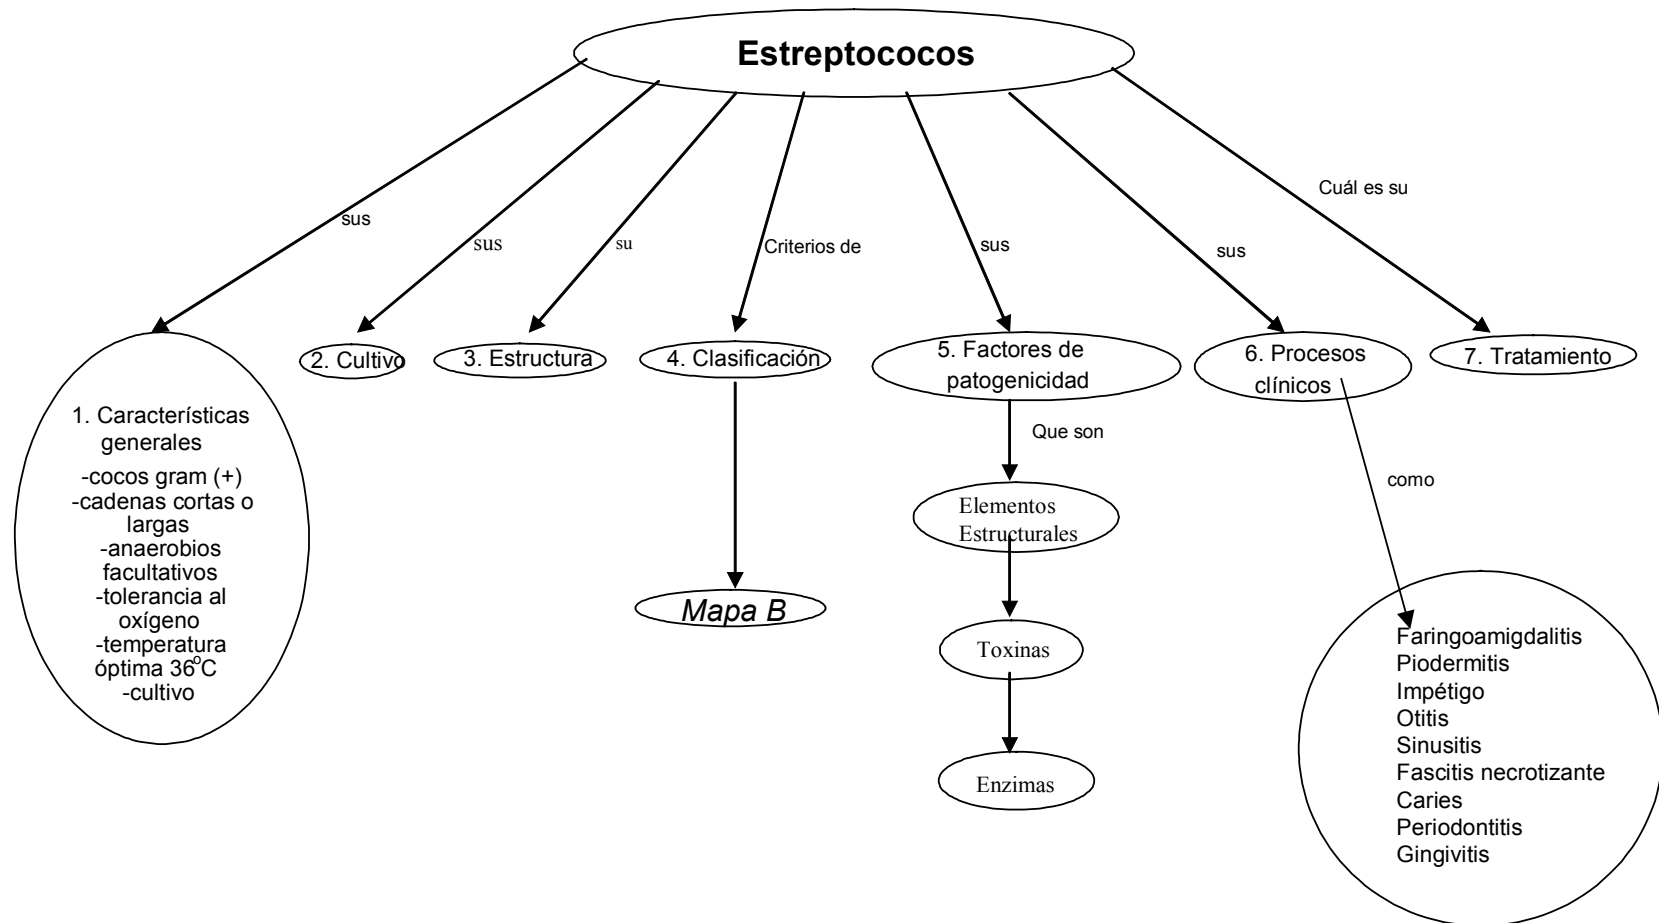 Estreptococos
Cuál es su
sus
sus
su
Criterios de
sus
sus
1. Características
generales
-cocos gram (+)
-cadenas cortas o
largas
-anaerobios
facultativos
-tolerancia al
oxígeno
-temperatura
óptima 36°C
-cultivo
2. Cultivo
3. Estructura
4. Clasificación
Mapa B
5. Factores de
patogenicidad
Que son
Elementos
Estructurales
Toxinas
Enzimas
6. Procesos
clínicos
como
Faringoamigdalitis
Piodermitis
Impétigo
Otitis
Sinusitis
Fascitis necrotizante
Caries
Periodontitis
Gingivitis
7. Tratamiento